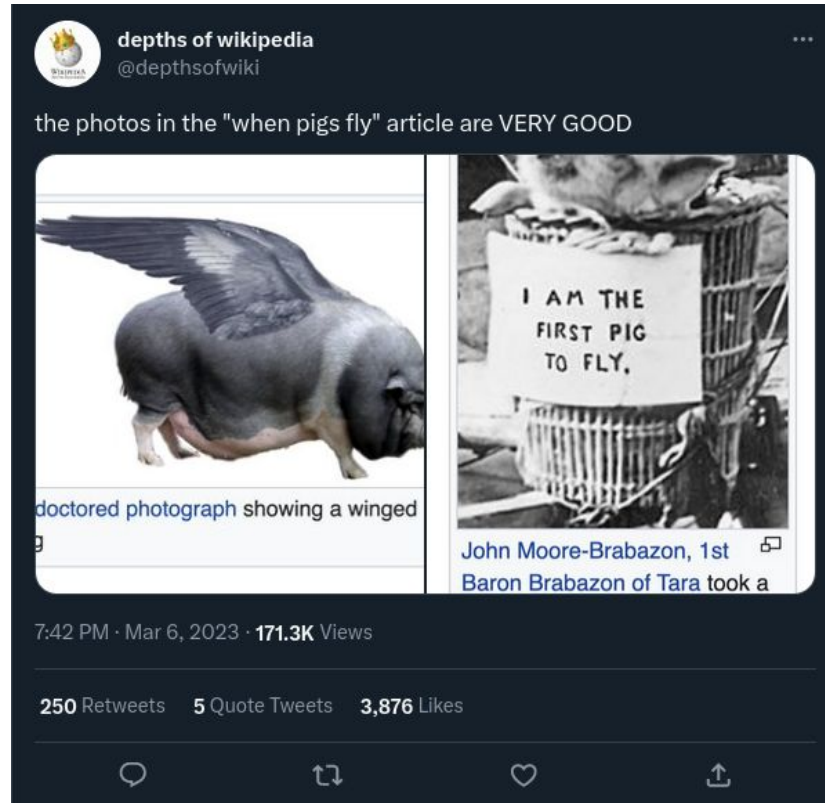 depths of wikipedia
@depthsofwiki
the photos in the "when pigs fly" article are VERY GOOD
doctored photograph showing a winged
g
I AM THE
FIRST PIG
TO FLY.
John Moore-Brabazon, 1st
Baron Brabazon of Tara took a
7:42 PM · Mar 6, 2023 · 171.3K Views
250 Retweets 5 Quote Tweets 3,876 Likes